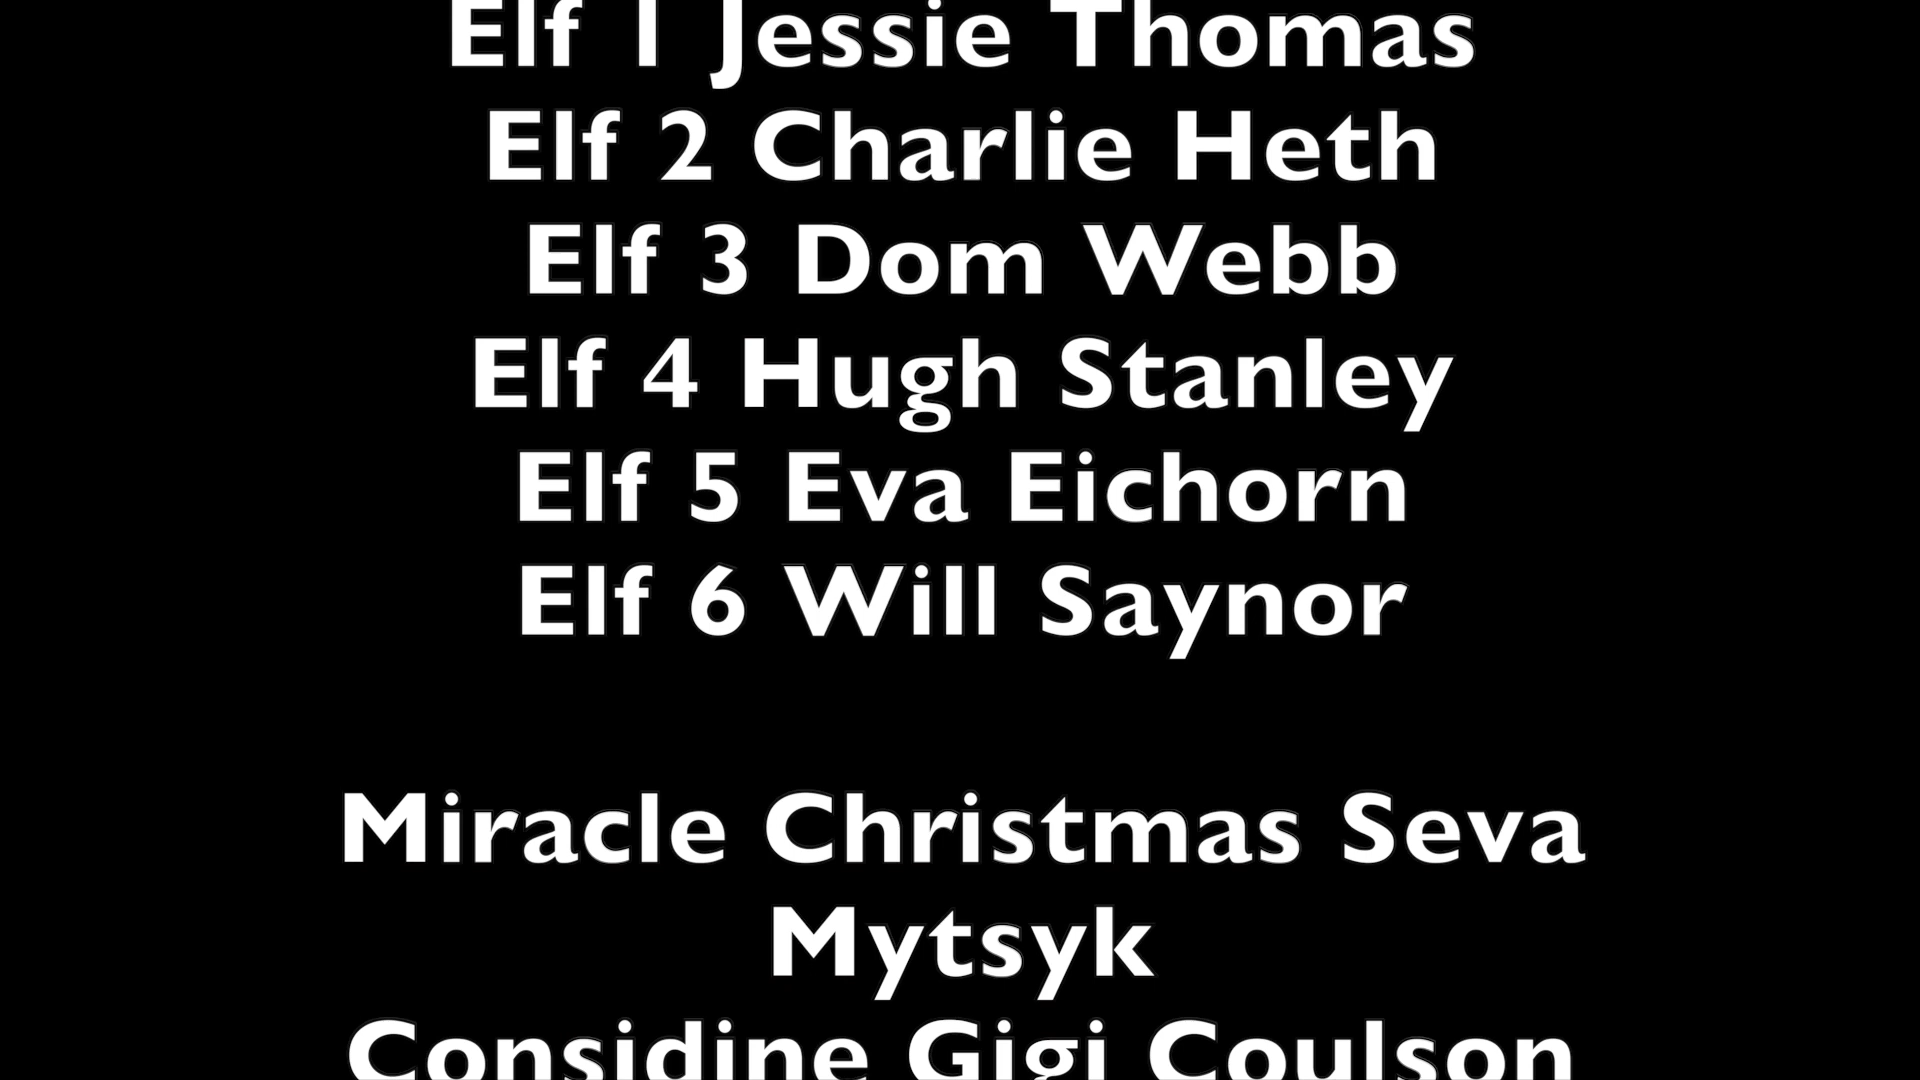 Elf 1 Jessie Thomas
Elf 2 Charlie Heth
Elf 3 Dom Webb
Elf 4 Hugh Stanley
Elf 5 Eva Eichorn
Elf 6 Will Saynor
Miracle Christmas Seva
Mytsyk
Considine Gigi Coulson